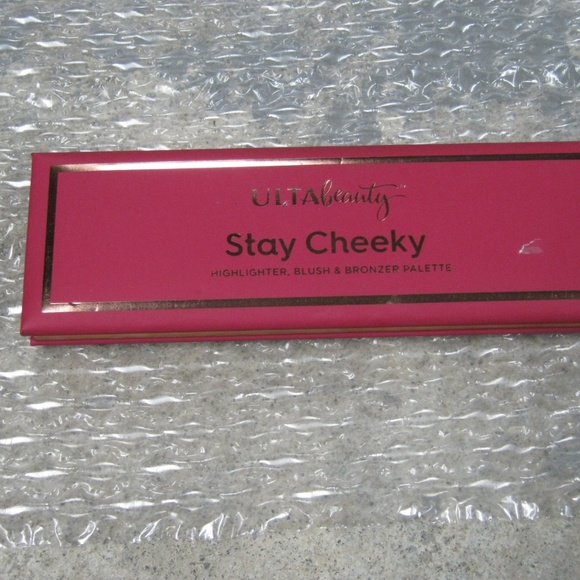 ULTAbeauty
Stay Cheeky
HIGHLIGHTER, BLUSH & BRONZER PALETTE